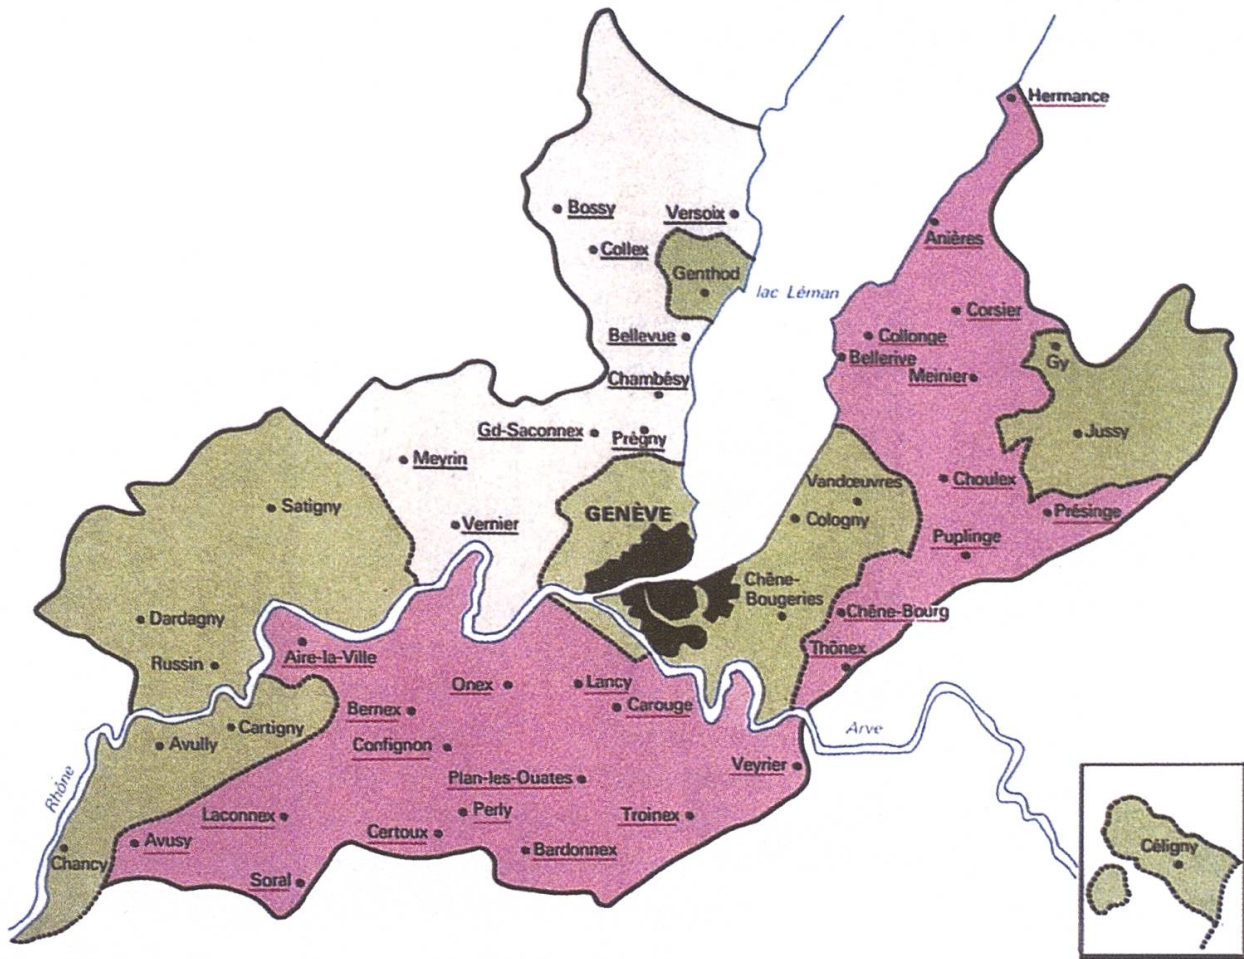 Hermance
Bossy
Versoix
Anières
Collex
Genthod
lac Léman
Corsier
Bellevue
Collonge
Bellerive
Gy
Chambésy
Meinier
Gd-Saconnex
Prègny
Jussy
Meyrin
Vandœuvres
Choulex
Satigny
GENÈVE
Cologny
Présinge
Vernier
Puplinge
Chêne-
Bougeries
Chêne-Bourg
Dardagny
Thônex
Aire-la-Ville
Russin
Onex
Lancy
Carouge
Bernex
Cartigny
Arve
Avully
Confignon
Veyrier
Rhône
Plan-les-Ouates
Laconnex
Perly
Troinex
Avusy
Certoux
Bardonnex
Chancy
Céligny
Soral